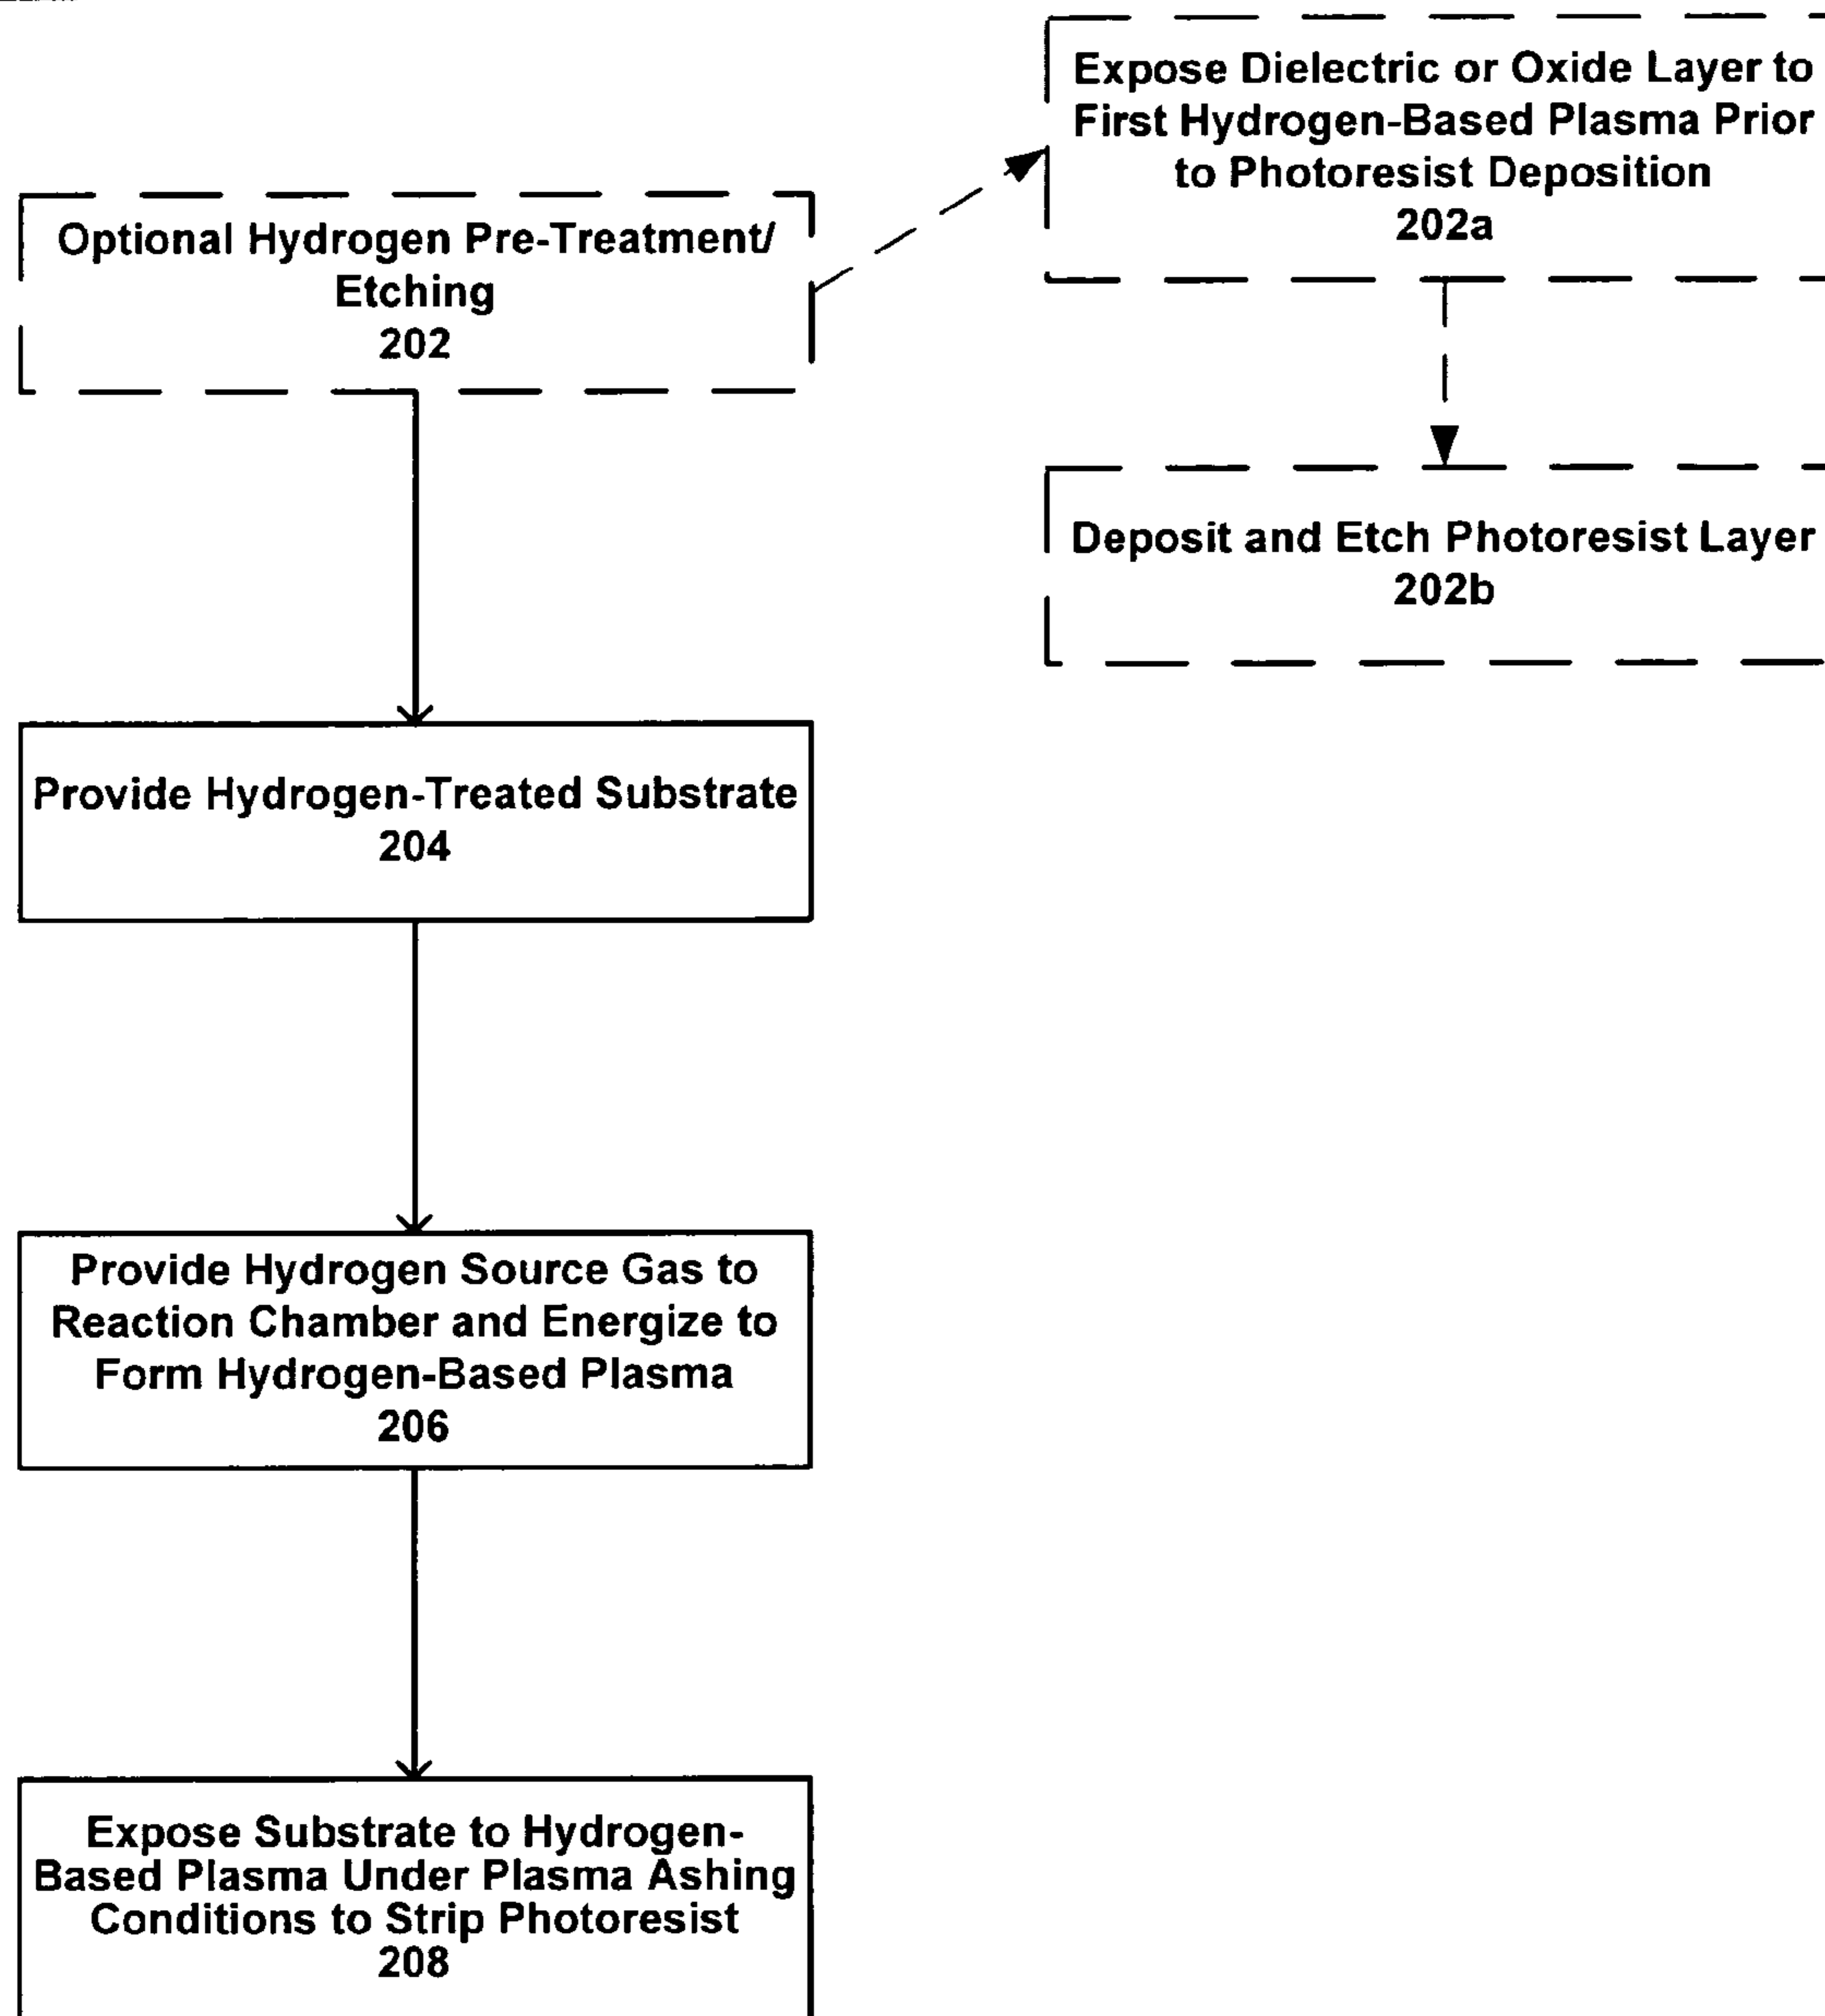 Optional Hydrogen Pre-Treatment/
Etching
202
Expose Dielectric or Oxide Layer to
First Hydrogen-Based Plasma Prior
to Photoresist Deposition
202a
Deposit and Etch Photoresist Layer
202b
Provide Hydrogen-Treated Substrate
204
Provide Hydrogen Source Gas to
Reaction Chamber and Energize to
Form Hydrogen-Based Plasma
206
Expose Substrate to Hydrogen-
Based Plasma Under Plasma Ashing
Conditions to Strip Photoresist
208